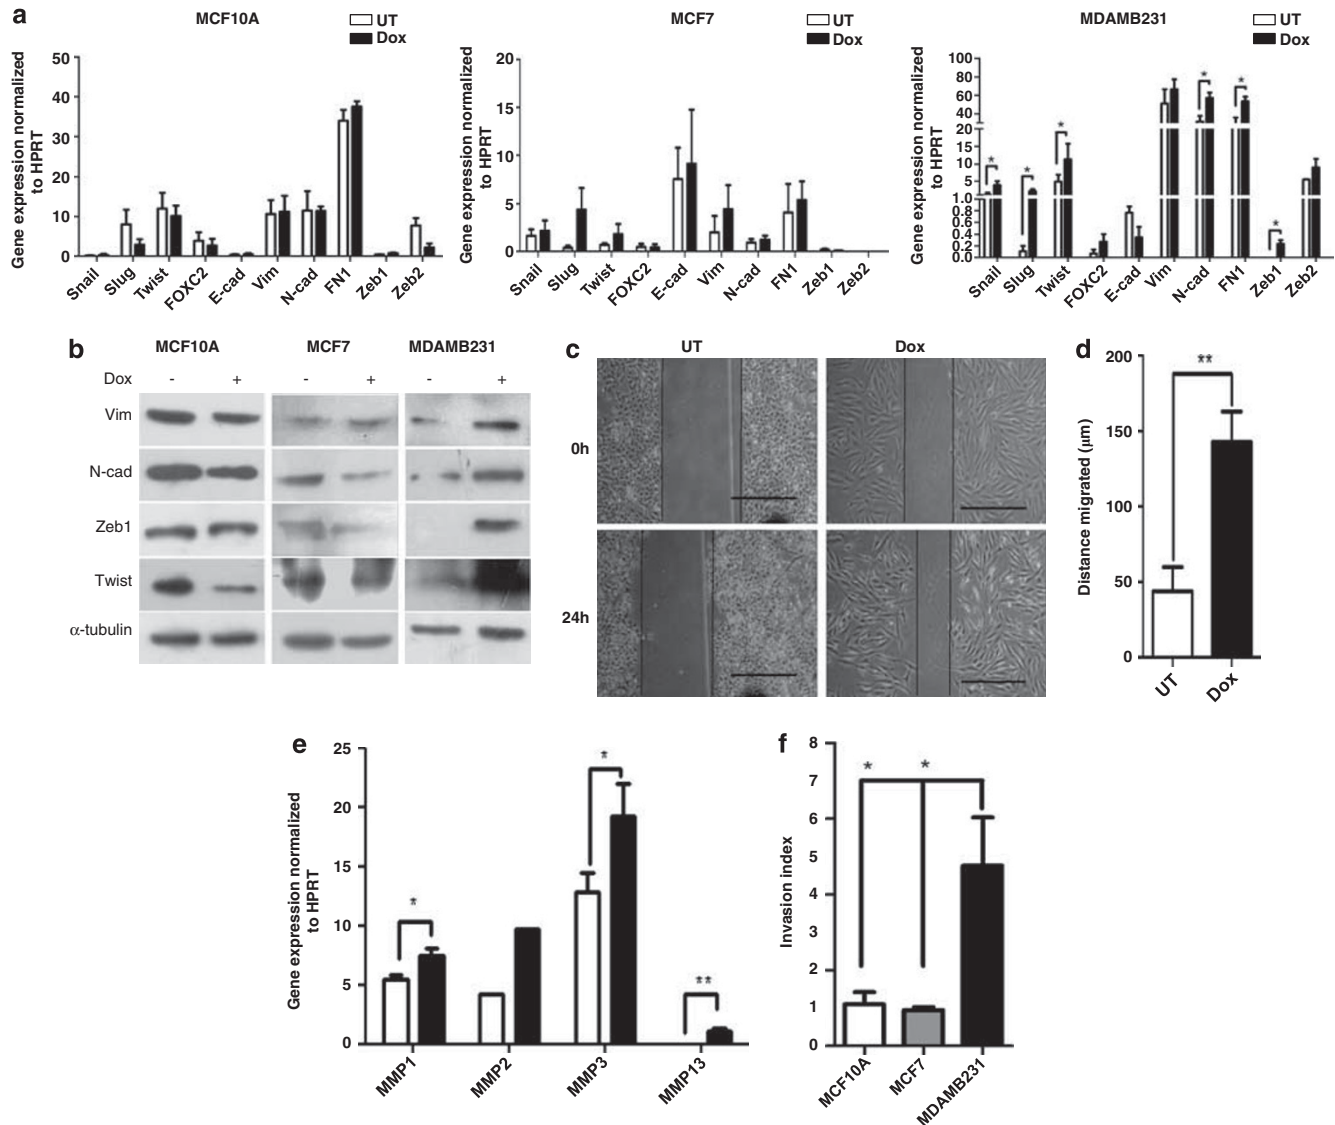 a
MCF10A
UT
Dox
Gene expression normalized
to HPRT
50
40
30
20
10
0
Snail
Slug
Twist
FOXC2
E-cad
Vim
N-cad
FN1
Zeb1
Zeb2
MCF7
UT
Dox
Gene expression normalized
to HPRT
20
15
10
5
0
Snail
Slug
Twist
FOXC2
E-cad
Vim
N-cad
FN1
Zeb1
Zeb2
MDAMB231
UT
Dox
Gene expression normalized
to HPRT
100
80
60
40
20
15
10
5
1.0
0.8
0.6
0.4
0.2
0.0
* * * * * *
Snail
Slug
Twist
FOXC2
E-cad
Vim
N-cad
FN1
Zeb1
Zeb2
b
MCF10A MCF7 MDAMB231
Dox - + - + - +
Vim
N-cad
Zeb1
Twist
α-tubulin
c
UT Dox
0h
24h
d
Distance migrated (μm)
200
150
100
50
0
**
UT
Dox
e
Gene expression normalized
to HPRT
25
20
15
10
5
0
*
*
**
MMP1
MMP2
MMP3
MMP13
f
Invasion index
8
7
6
5
4
3
2
1
0
* *
MCF10A
MCF7
MDAMB231